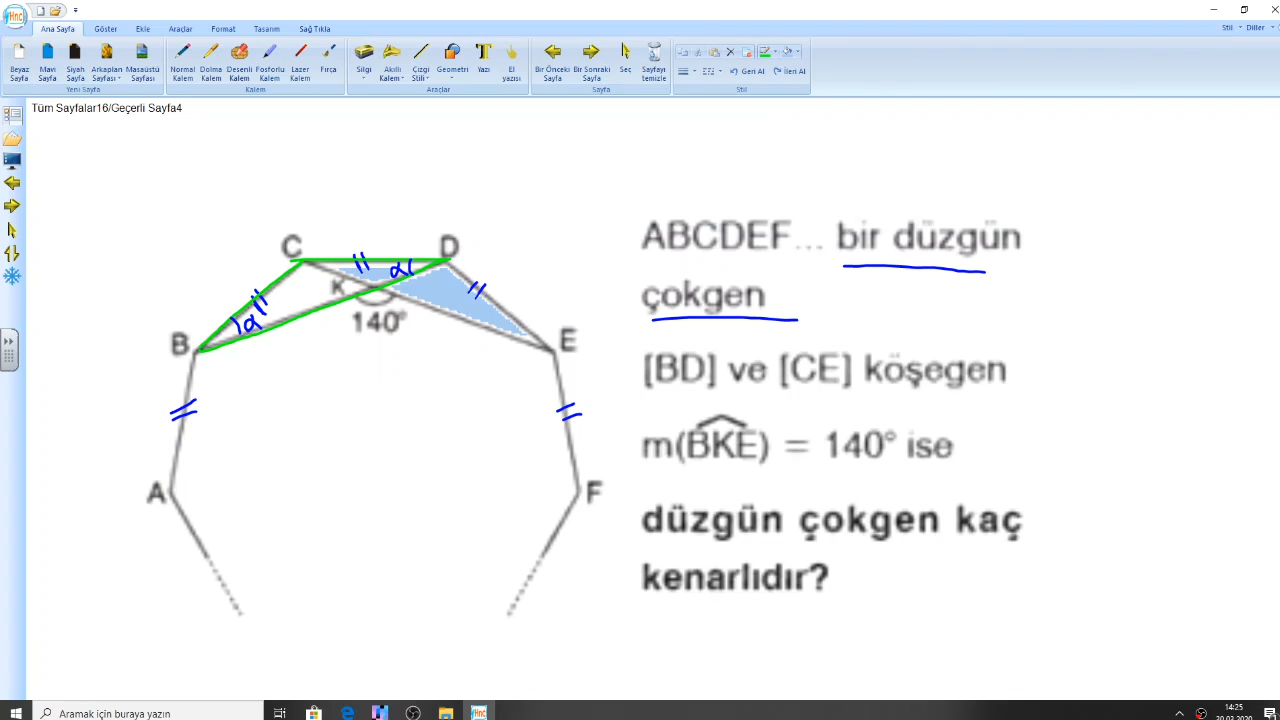 yHnc
Ana Sayfa Göster Ekle Araçlar Format Tasarım Sağ Tıkla
Stil Diller
Beyaz Sayfa Mavi Sayfa Siyah Sayfa Arkaplan Sayfası Masaüstü Sayfası
Yeni Sayfa
Normal Kalem Dolma Kalem Desenli Kalem Fosforlu Kalem Lazer Kalem Fırça
Kalem
Silgi Akıllı Kalem Çizgi Stili Geometri Yazı El yazısı
Araçlar
Bir Önceki Sayfa Bir Sonraki Sayfa Seç Sayfayı temizle
Sayfa
Geri Al İleri Al
Stil
Tüm Sayfalar16/Geçerli Sayfa4
C D
α
K
α
140°
B E
A F
ABCDEF... bir düzgün
çokgen
[BD] ve [CE] köşegen
m(BKE) = 140° ise
düzgün çokgen kaç
kenarlıdır?
Aramak için buraya yazın
14:25
20.03.2020